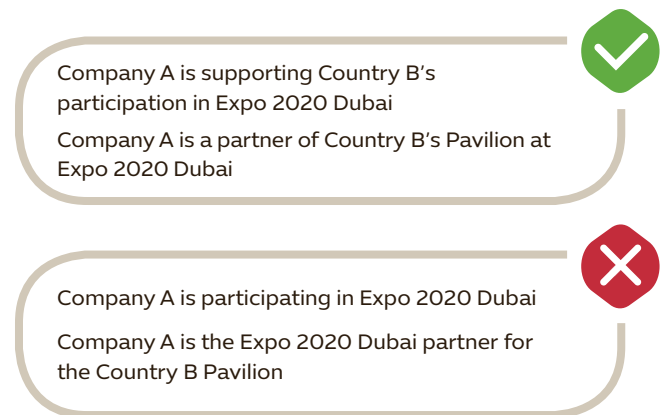 Company A is supporting Country B’s
participation in Expo 2020 Dubai
Company A is a partner of Country B’s Pavilion at
Expo 2020 Dubai
Company A is participating in Expo 2020 Dubai
Company A is the Expo 2020 Dubai partner for
the Country B Pavilion